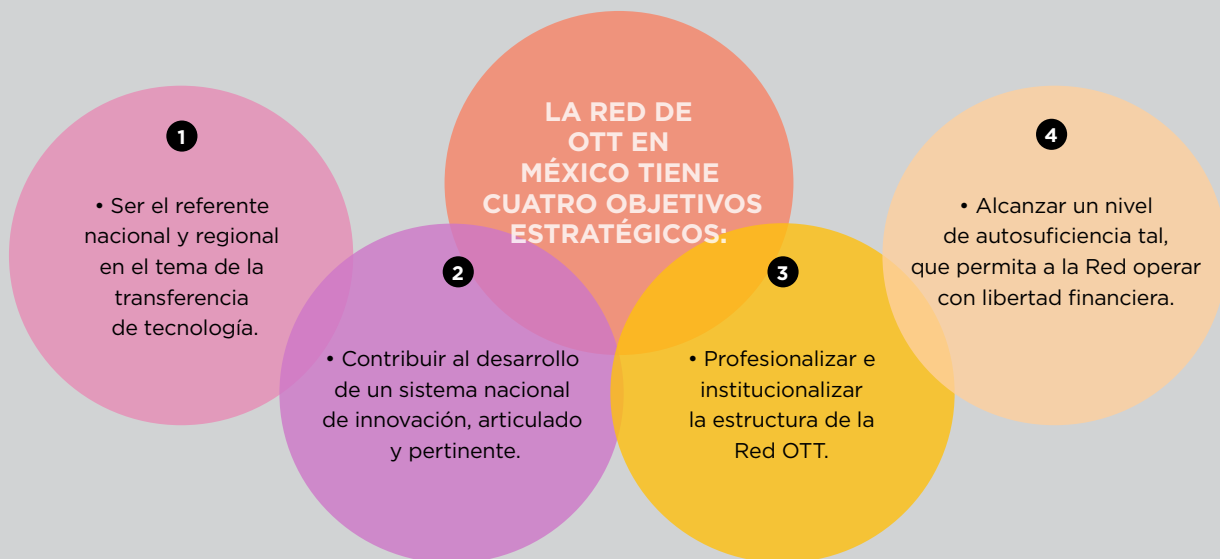 LA RED DE
OTT EN
MÉXICO TIENE
CUATRO OBJETIVOS
ESTRATÉGICOS:
1
• Ser el referente
nacional y regional
en el tema de la
transferencia
de tecnología.
2
• Contribuir al desarrollo
de un sistema nacional
de innovación, articulado
y pertinente.
3
• Profesionalizar e
institucionalizar
la estructura de la
Red OTT.
4
• Alcanzar un nivel
de autosuficiencia tal,
que permita a la Red operar
con libertad financiera.